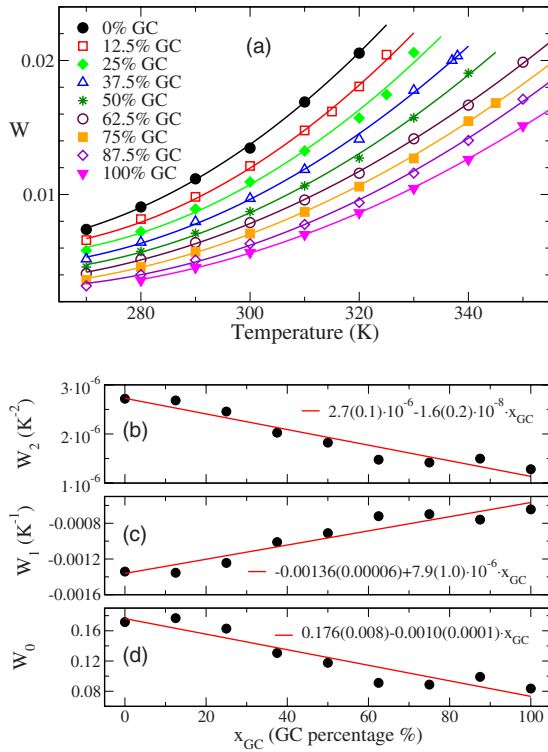 (a)
0% GC
12.5% GC
25% GC
37.5% GC
50% GC
62.5% GC
75% GC
87.5% GC
100% GC
0.02
0.01
W
280 300 320 340
Temperature (K)
3·10⁻⁶
2·10⁻⁶
1·10⁻⁶
W₂ (K⁻²)
(b)
2.7(0.1)·10⁻⁶-1.6(0.2)·10⁻⁸·x_GC
-0.0008
-0.0012
-0.0016
W₁ (K⁻¹)
(c)
-0.00136(0.00006)+7.9(1.0)·10⁻⁶·x_GC
0.16
0.12
0.08
W₀
(d)
0.176(0.008)-0.0010(0.0001)·x_GC
0 20 40 60 80 100
x_GC (GC percentage %)